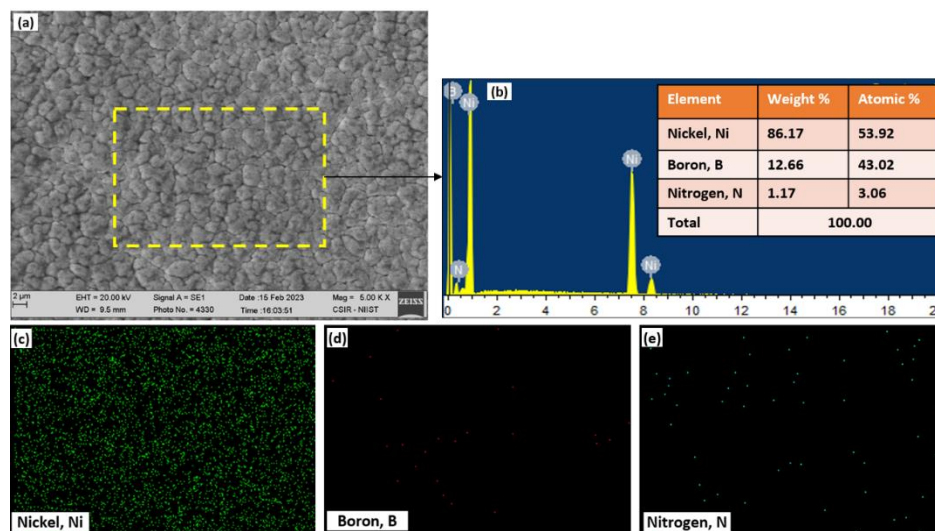 (a)
2 μm
EHT = 20.00 kV Signal A = SE1 Date :15 Feb 2023 Mag = 5.00 K X
WD = 9.5 mm Photo No. = 4330 Time :16:03:51 CSIR - NIIST
ZEISS
(b)
B
Ni
N
Ni
Ni
Element Weight % Atomic %
Nickel, Ni 86.17 53.92
Boron, B 12.66 43.02
Nitrogen, N 1.17 3.06
Total 100.00
0 2 4 6 8 10 12 14 16 18 20
(c)
Nickel, Ni
(d)
Boron, B
(e)
Nitrogen, N